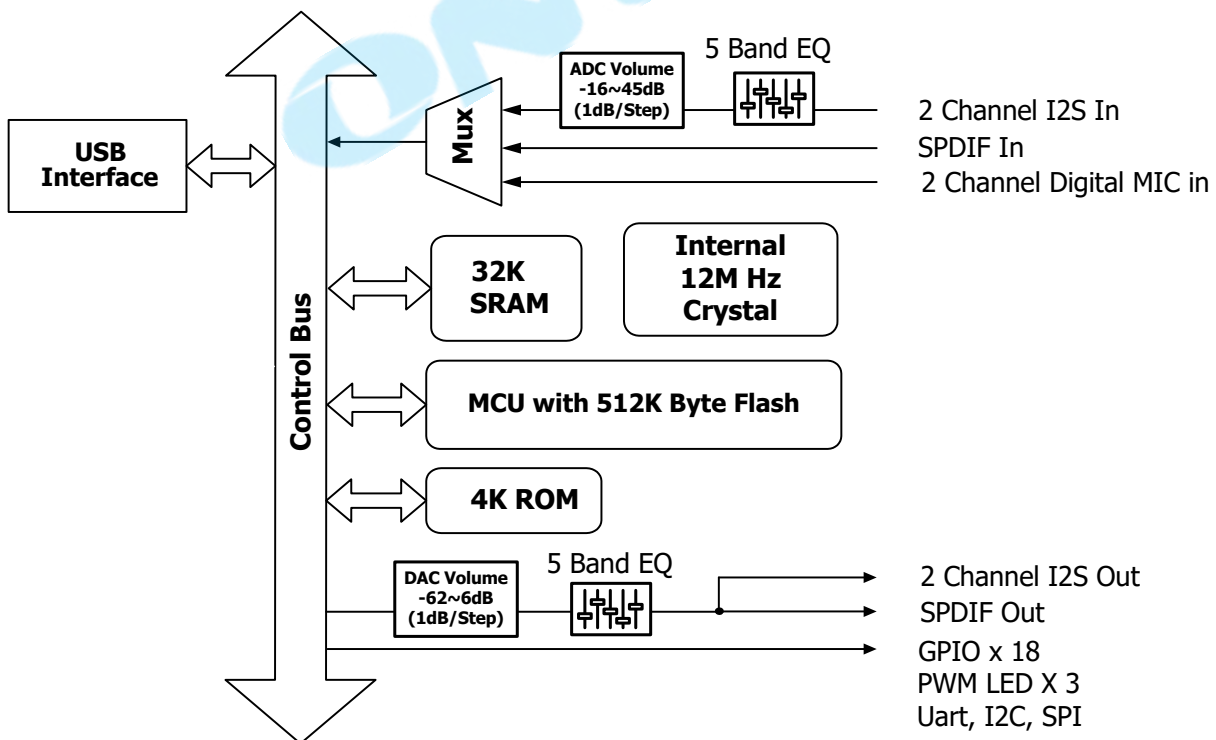 5 Band EQ
ADC Volume
-16~45dB
(1dB/Step)
Mux
2 Channel I2S In
SPDIF In
2 Channel Digital MIC in
USB
Interface
32K
SRAM
Internal
12M Hz
Crystal
Control Bus
MCU with 512K Byte Flash
4K ROM
5 Band EQ
DAC Volume
-62~6dB
(1dB/Step)
2 Channel I2S Out
SPDIF Out
GPIO x 18
PWM LED X 3
Uart, I2C, SPI